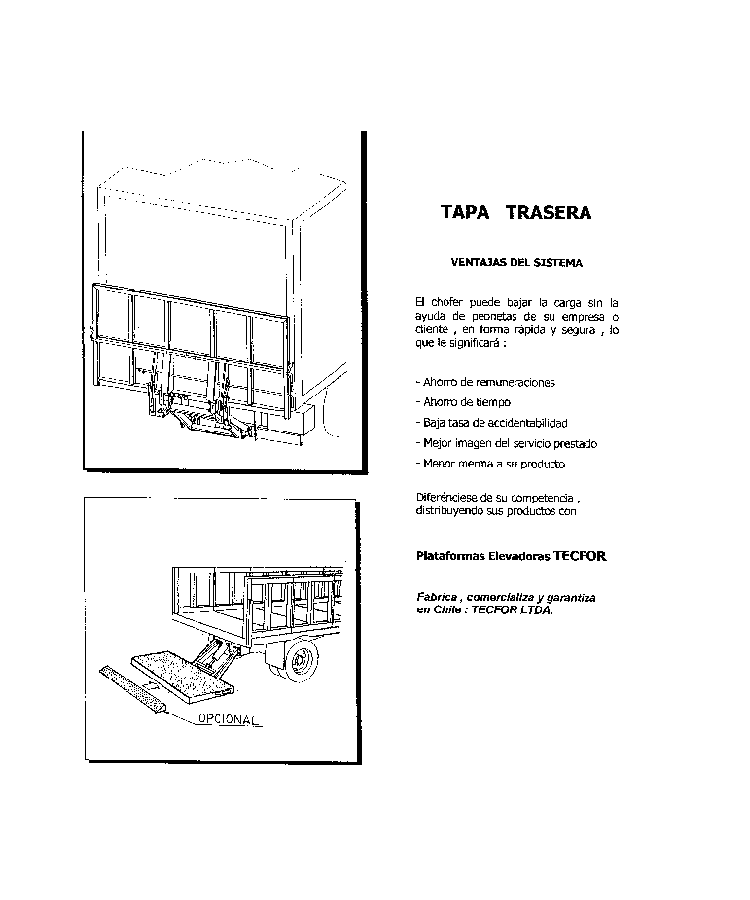 TAPA TRASERA
VENTAJAS DEL SISTEMA
El chofer puede bajar la carga sin la
ayuda de peonetas de su empresa o
cliente , en forma rápida y segura , lo
que le significará :
- Ahorro de remuneraciones
- Ahorro de tiempo
- Baja tasa de accidentabilidad
- Mejor imagen del servicio prestado
- Menor merma a su producto
Diferénciese de su competencia ,
distribuyendo sus productos con
Plataformas Elevadoras TECFOR
Fabrica , comercializa y garantiza
en Chile : TECFOR LTDA.
OPCIONAL